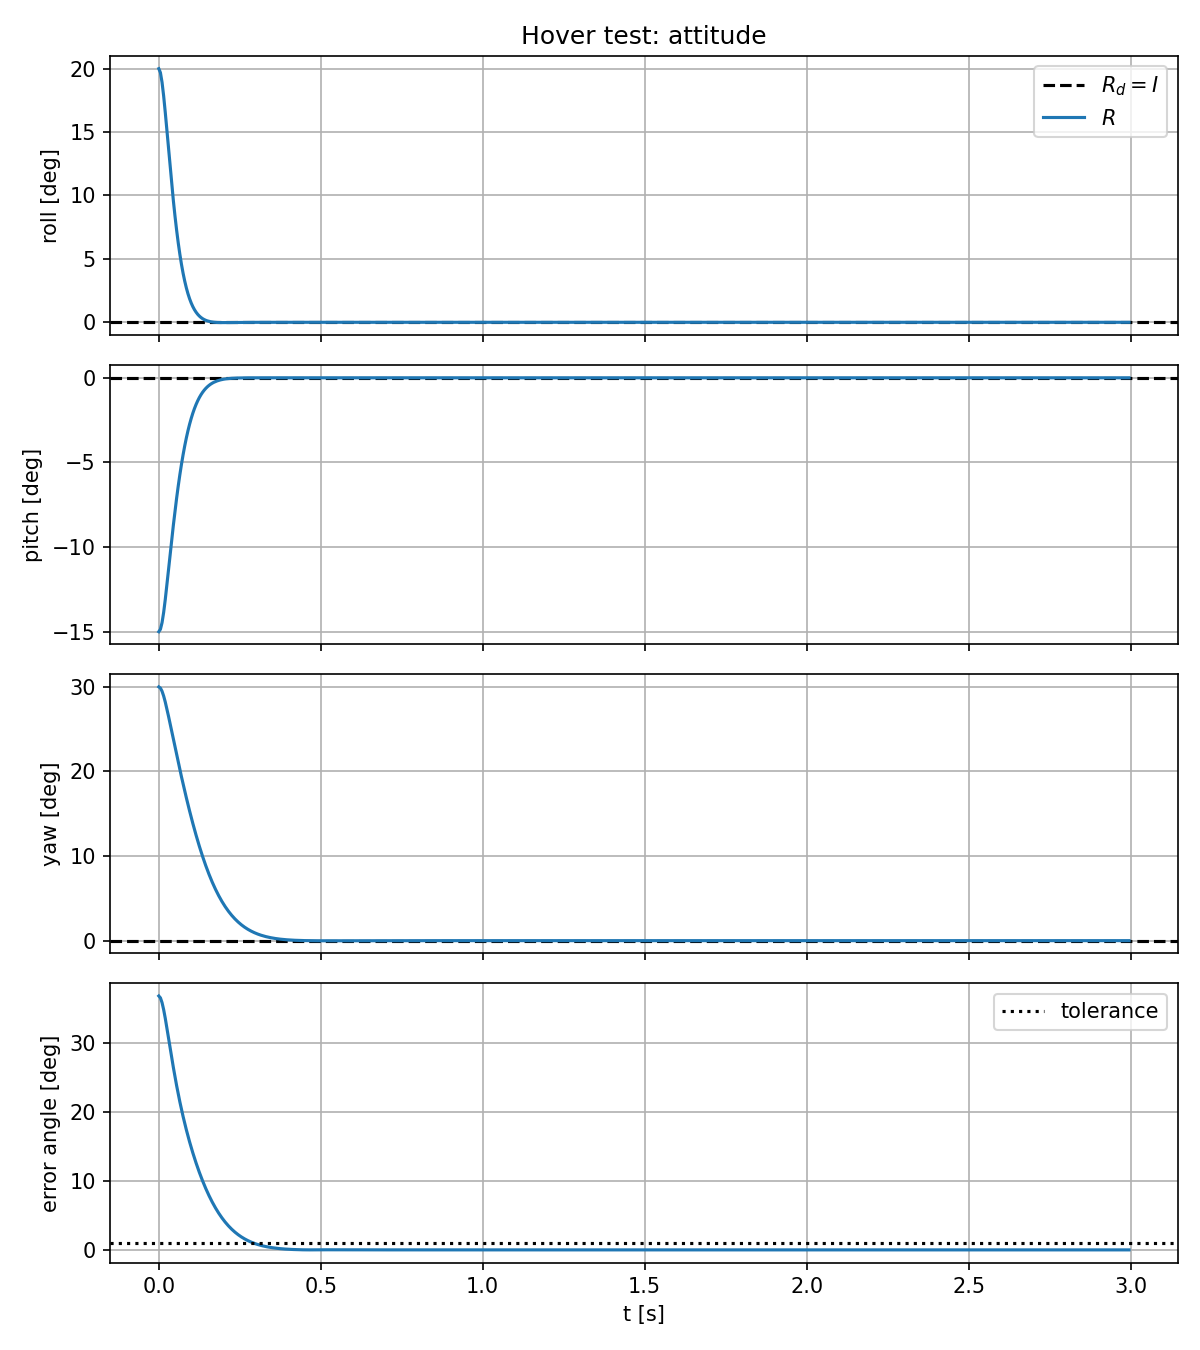 Hover test: attitude
20
15
10
5
0
roll [deg]
R_d = I
R
0
−5
−10
−15
pitch [deg]
30
20
10
0
yaw [deg]
30
20
10
0
error angle [deg]
tolerance
0.0 0.5 1.0 1.5 2.0 2.5 3.0
t [s]